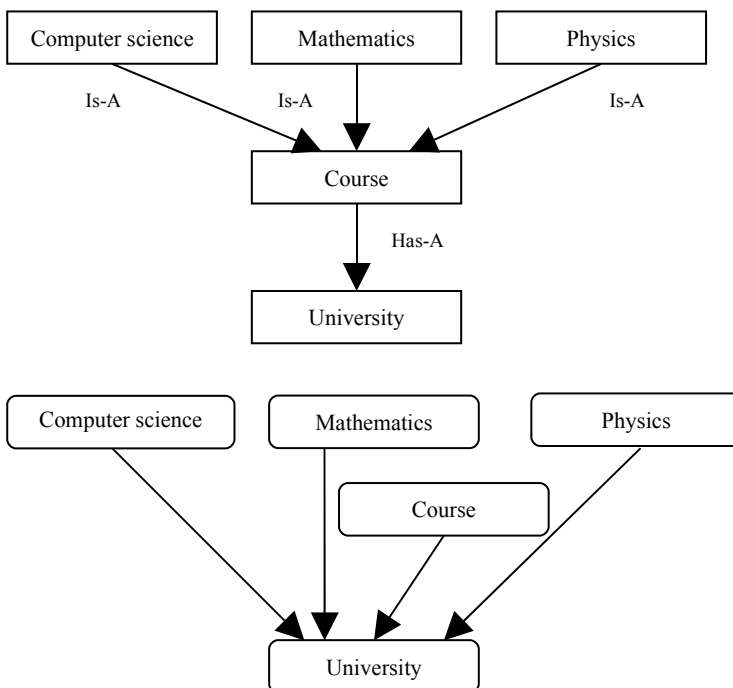 Computer science
Mathematics
Physics
Is-A
Is-A
Is-A
Course
Has-A
University
Computer science
Mathematics
Physics
Course
University